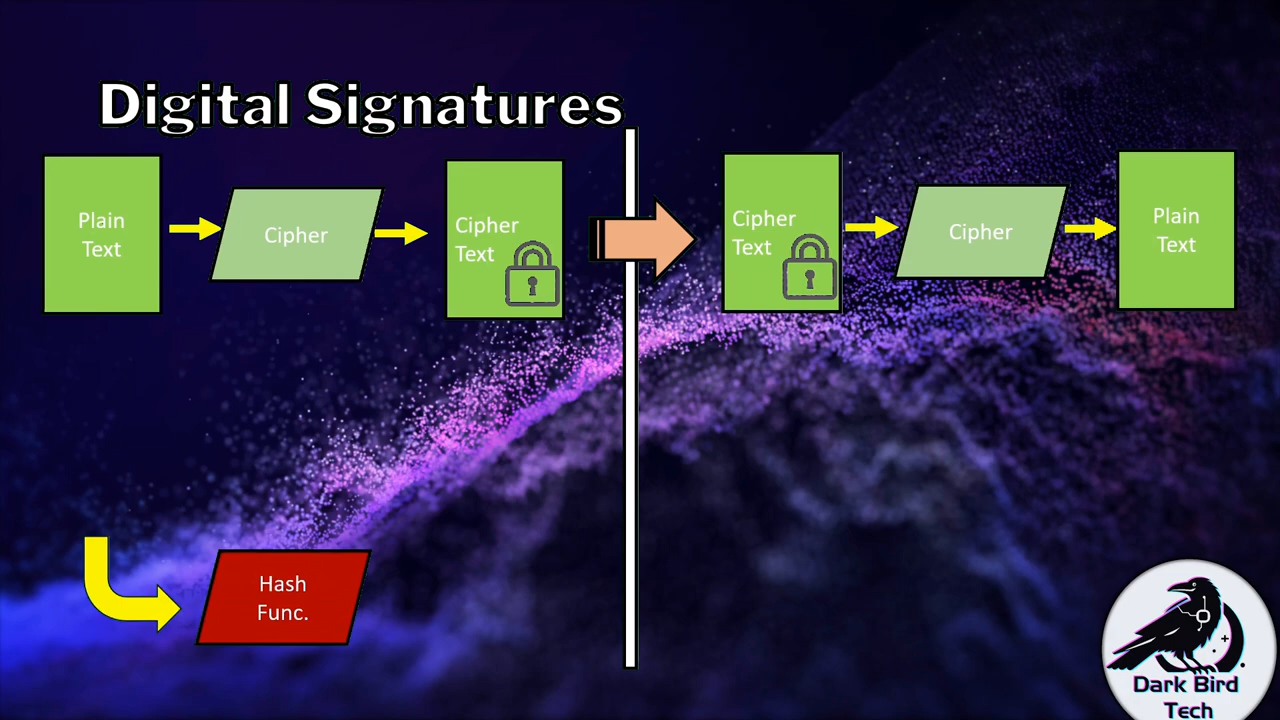 Digital Signatures
Plain
Text
Cipher
Cipher
Text
Cipher
Text
Cipher
Plain
Text
Hash
Func.
Dark Bird
Tech